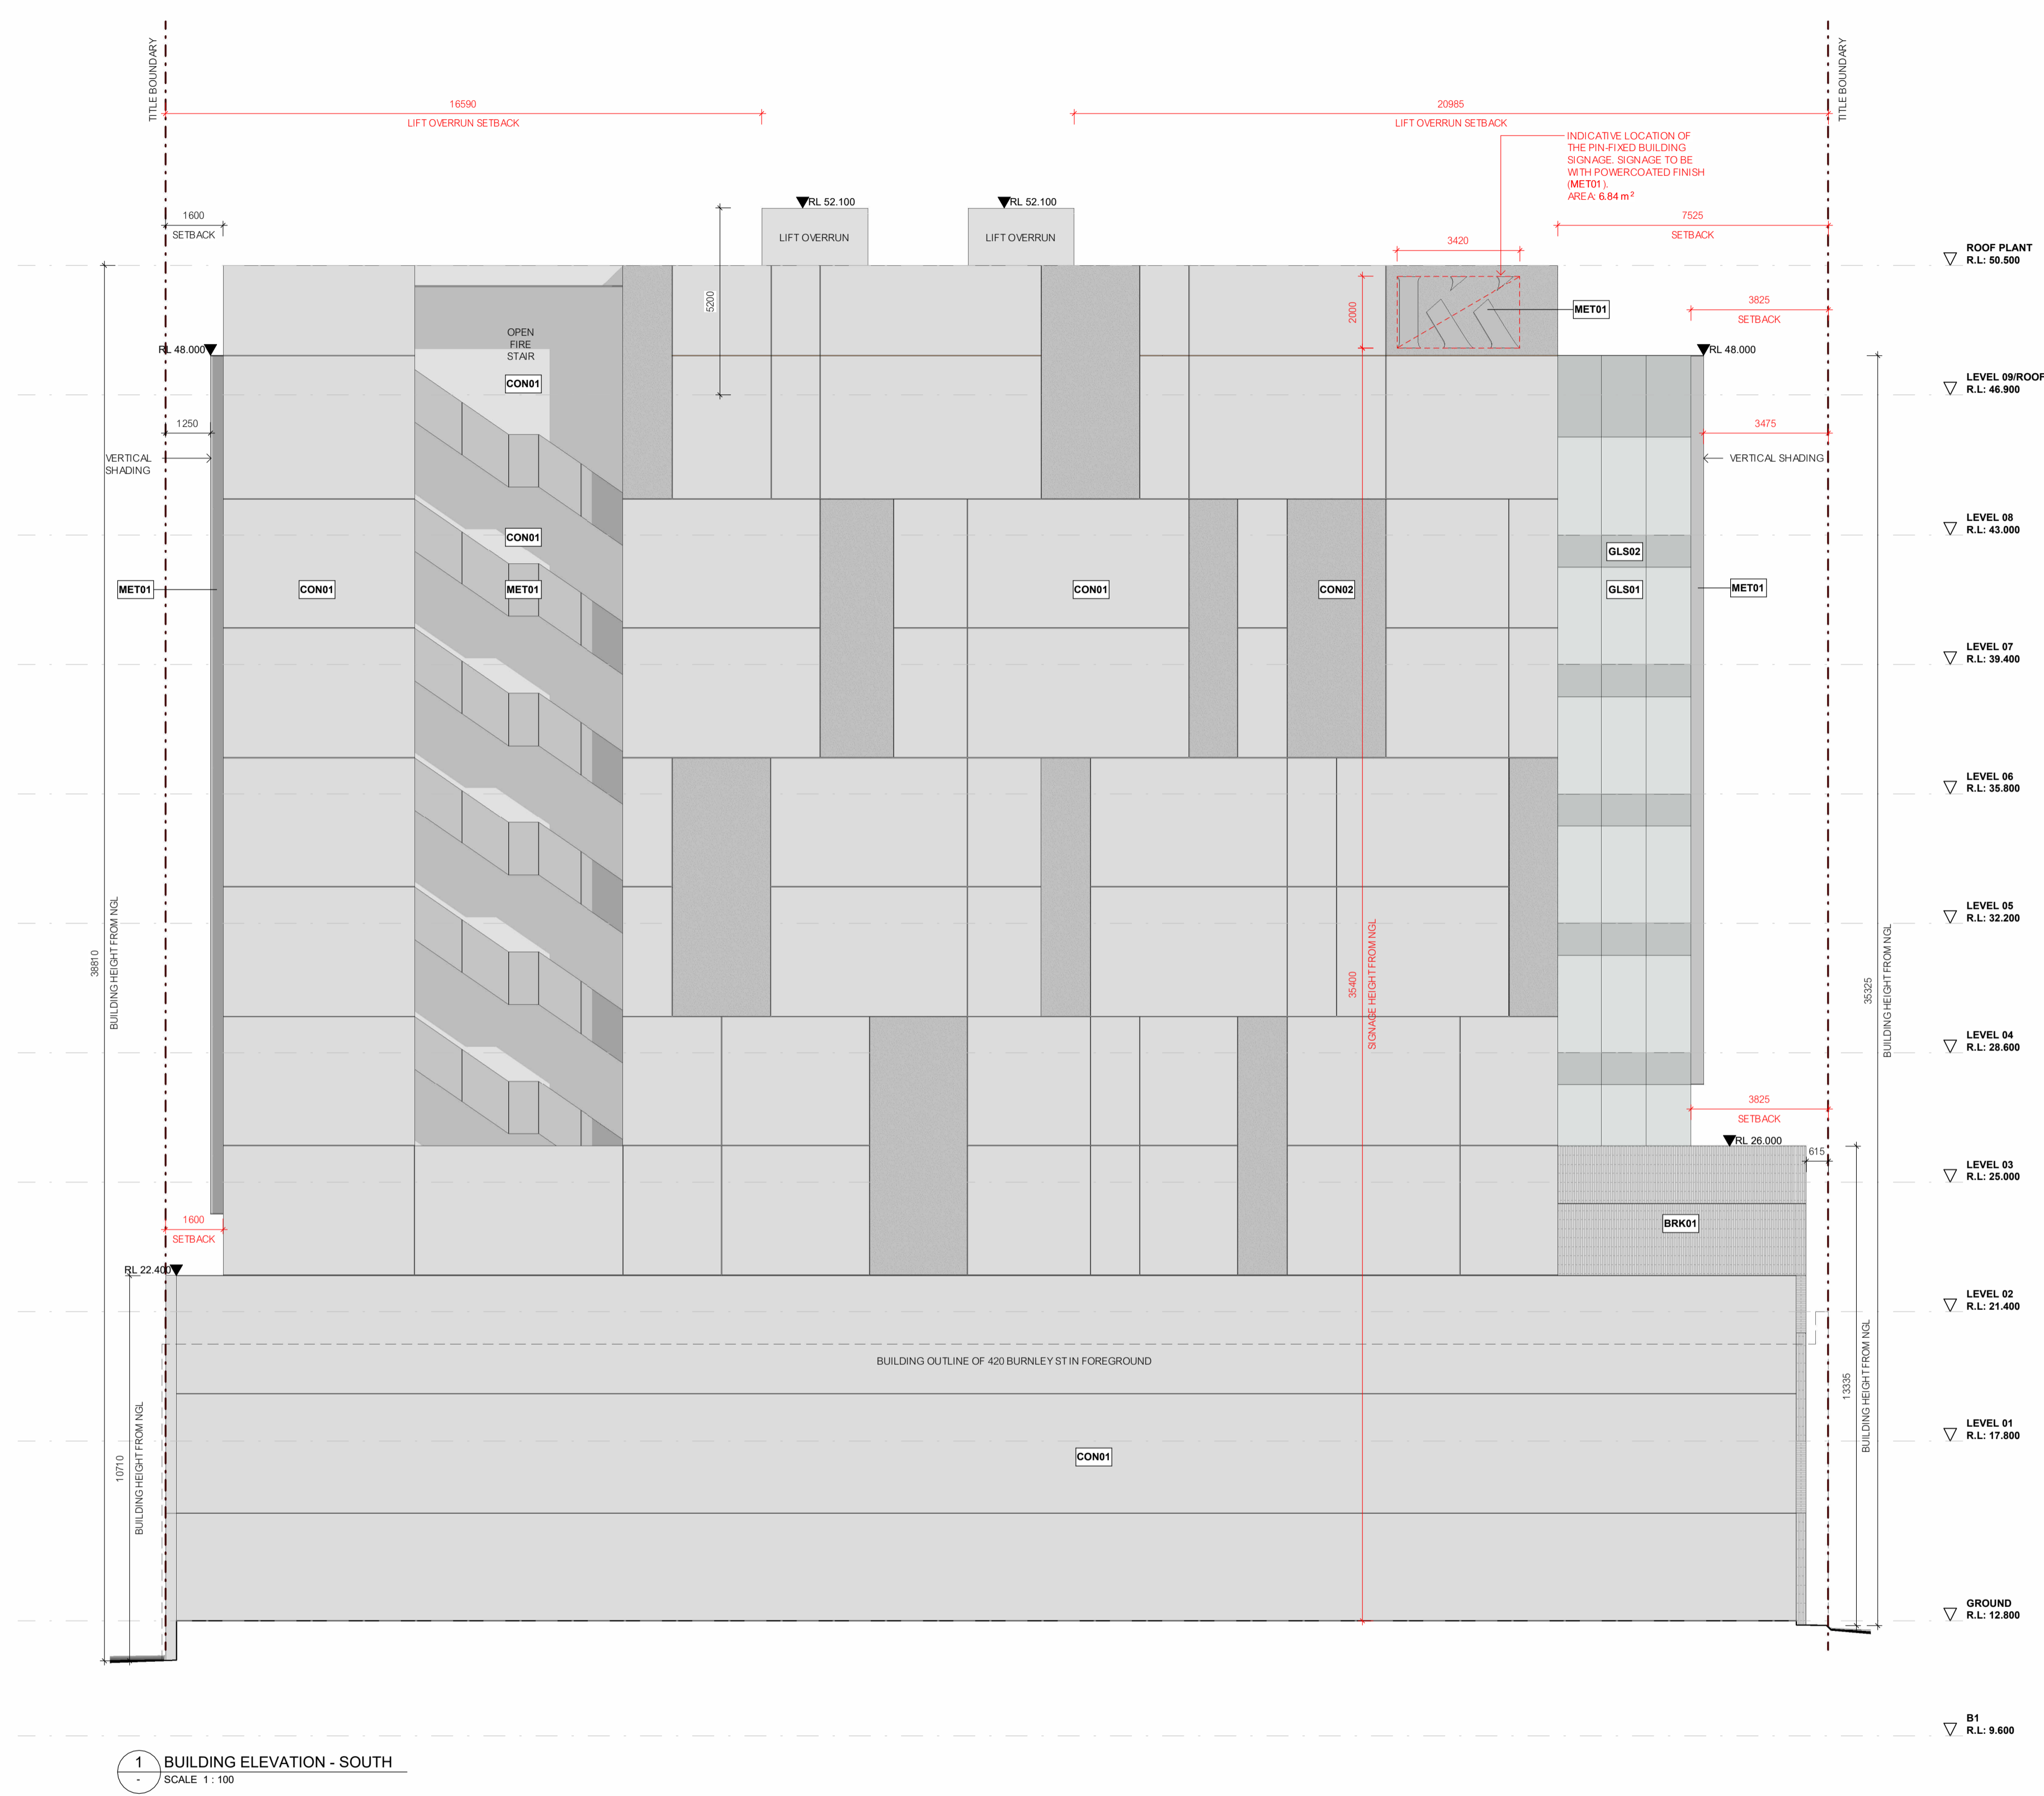 TITLE BOUNDARY
TITLE BOUNDARY
16590
LIFT OVERRUN SETBACK
20985
LIFT OVERRUN SETBACK
INDICATIVE LOCATION OF
THE PIN-FIXED BUILDING
SIGNAGE. SIGNAGE TO BE
WITH POWERCOATED FINISH
(MET01).
AREA: 6.84 m²
1600
SETBACK
RL 52.100
RL 52.100
LIFT OVERRUN
LIFT OVERRUN
7525
SETBACK
3420
ROOF PLANT
R.L: 50.500
5200
2000
MET01
3825
SETBACK
OPEN
FIRE
STAIR
RL 48.000
RL 48.000
CON01
LEVEL 09/ROOF
R.L: 46.900
1250
3475
VERTICAL
SHADING
VERTICAL SHADING
LEVEL 08
R.L: 43.000
CON01
GLS02
MET01
CON01
MET01
CON01
CON02
GLS01
MET01
LEVEL 07
R.L: 39.400
LEVEL 06
R.L: 35.800
LEVEL 05
R.L: 32.200
38810
BUILDING HEIGHT FROM NGL
35400
SIGNAGE HEIGHT FROM NGL
35325
BUILDING HEIGHT FROM NGL
LEVEL 04
R.L: 28.600
3825
SETBACK
RL 26.000
615
LEVEL 03
R.L: 25.000
1600
SETBACK
BRK01
RL 22.400
LEVEL 02
R.L: 21.400
BUILDING OUTLINE OF 420 BURNLEY ST IN FOREGROUND
13335
BUILDING HEIGHT FROM NGL
LEVEL 01
R.L: 17.800
10710
BUILDING HEIGHT FROM NGL
CON01
GROUND
R.L: 12.800
B1
R.L: 9.600
1
-
BUILDING ELEVATION - SOUTH
SCALE 1 : 100